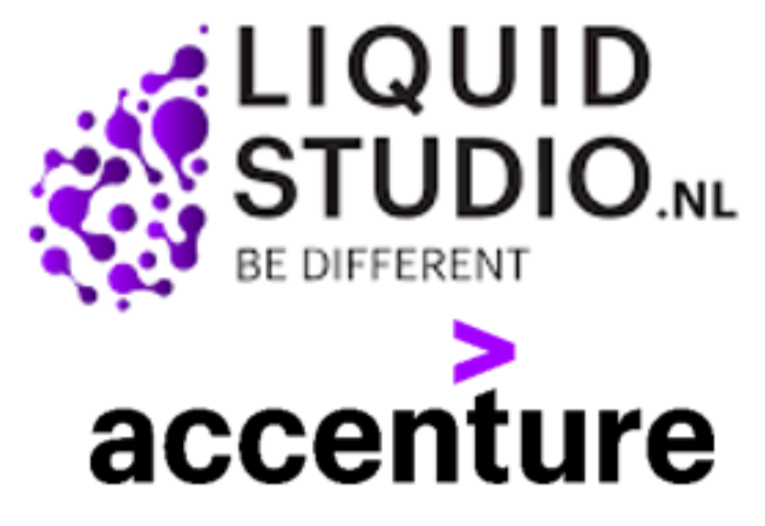 LIQUID
STUDIO.NL
BE DIFFERENT
>
accenture